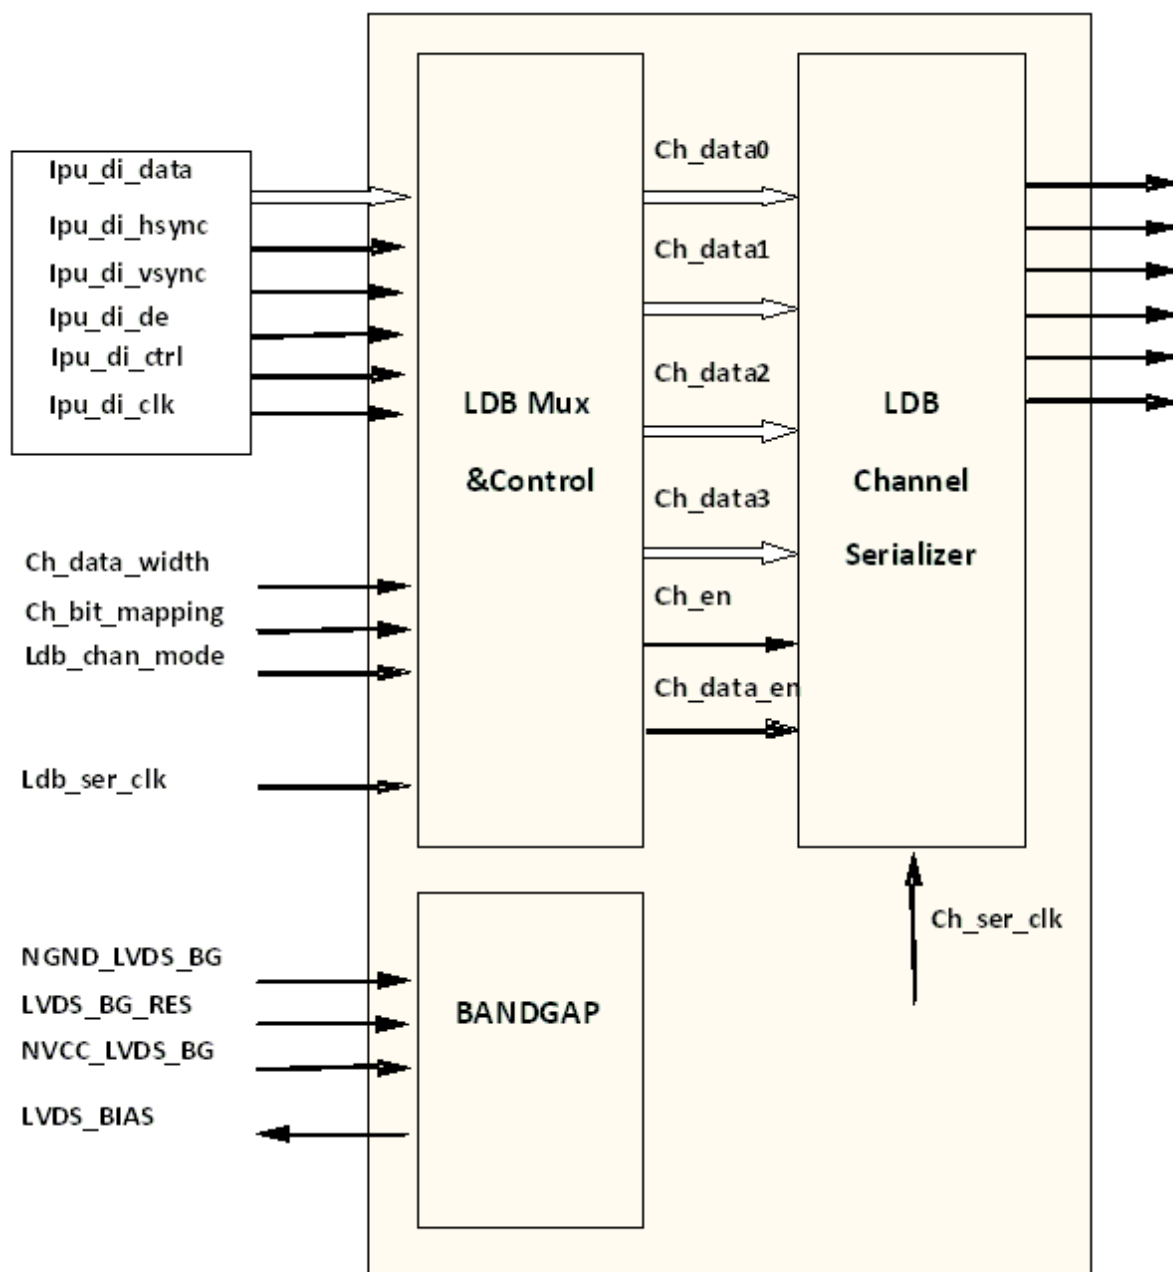 Ipu_di_data
Ipu_di_hsync
Ipu_di_vsync
Ipu_di_de
Ipu_di_ctrl
Ipu_di_clk
Ch_data_width
Ch_bit_mapping
Ldb_chan_mode
Ldb_ser_clk
NGND_LVDS_BG
LVDS_BG_RES
NVCC_LVDS_BG
LVDS_BIAS
LDB Mux
&Control
BANDGAP
Ch_data0
Ch_data1
Ch_data2
Ch_data3
Ch_en
Ch_data_en
LDB
Channel
Serializer
Ch_ser_clk